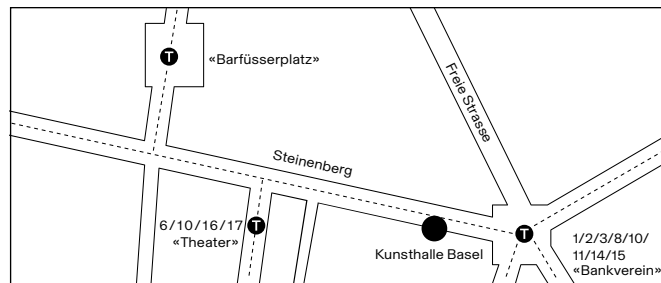 T
«Barfüsserplatz»
Freie Strasse
Steinenberg
6/10/16/17
«Theater»
T
Kunsthalle Basel
T
1/2/3/8/10/
11/14/15
«Bankverein»